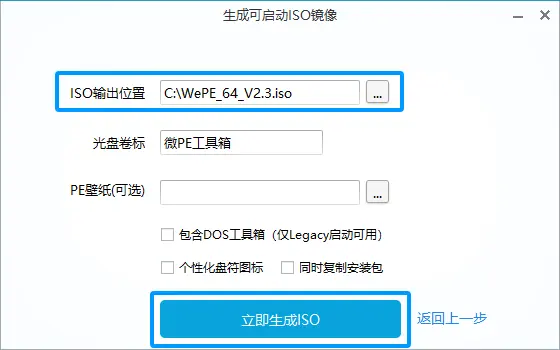 生成可启动ISO镜像
ISO输出位置 C:\WePE_64_V2.3.iso ...
光盘卷标 微PE工具箱
PE壁纸(可选) ...
包含DOS工具箱（仅Legacy启动可用）
个性化盘符图标 同时复制安装包
立即生成ISO 返回上一步